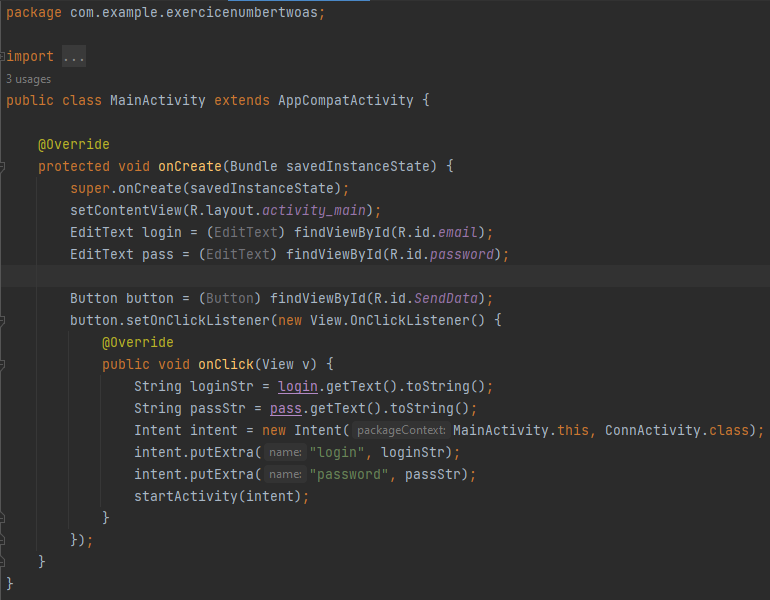 package com.example.exercicenumbertwoas;
import ...
3 usages
public class MainActivity extends AppCompatActivity {
@Override
protected void onCreate(Bundle savedInstanceState) {
super.onCreate(savedInstanceState);
setContentView(R.layout.activity_main);
EditText login = (EditText) findViewById(R.id.email);
EditText pass = (EditText) findViewById(R.id.password);
Button button = (Button) findViewById(R.id.SendData);
button.setOnClickListener(new View.OnClickListener() {
@Override
public void onClick(View v) {
String loginStr = login.getText().toString();
String passStr = pass.getText().toString();
Intent intent = new Intent( packageContext: MainActivity.this, ConnActivity.class);
intent.putExtra( name: "login", loginStr);
intent.putExtra( name: "password", passStr);
startActivity(intent);
}
});
}
}